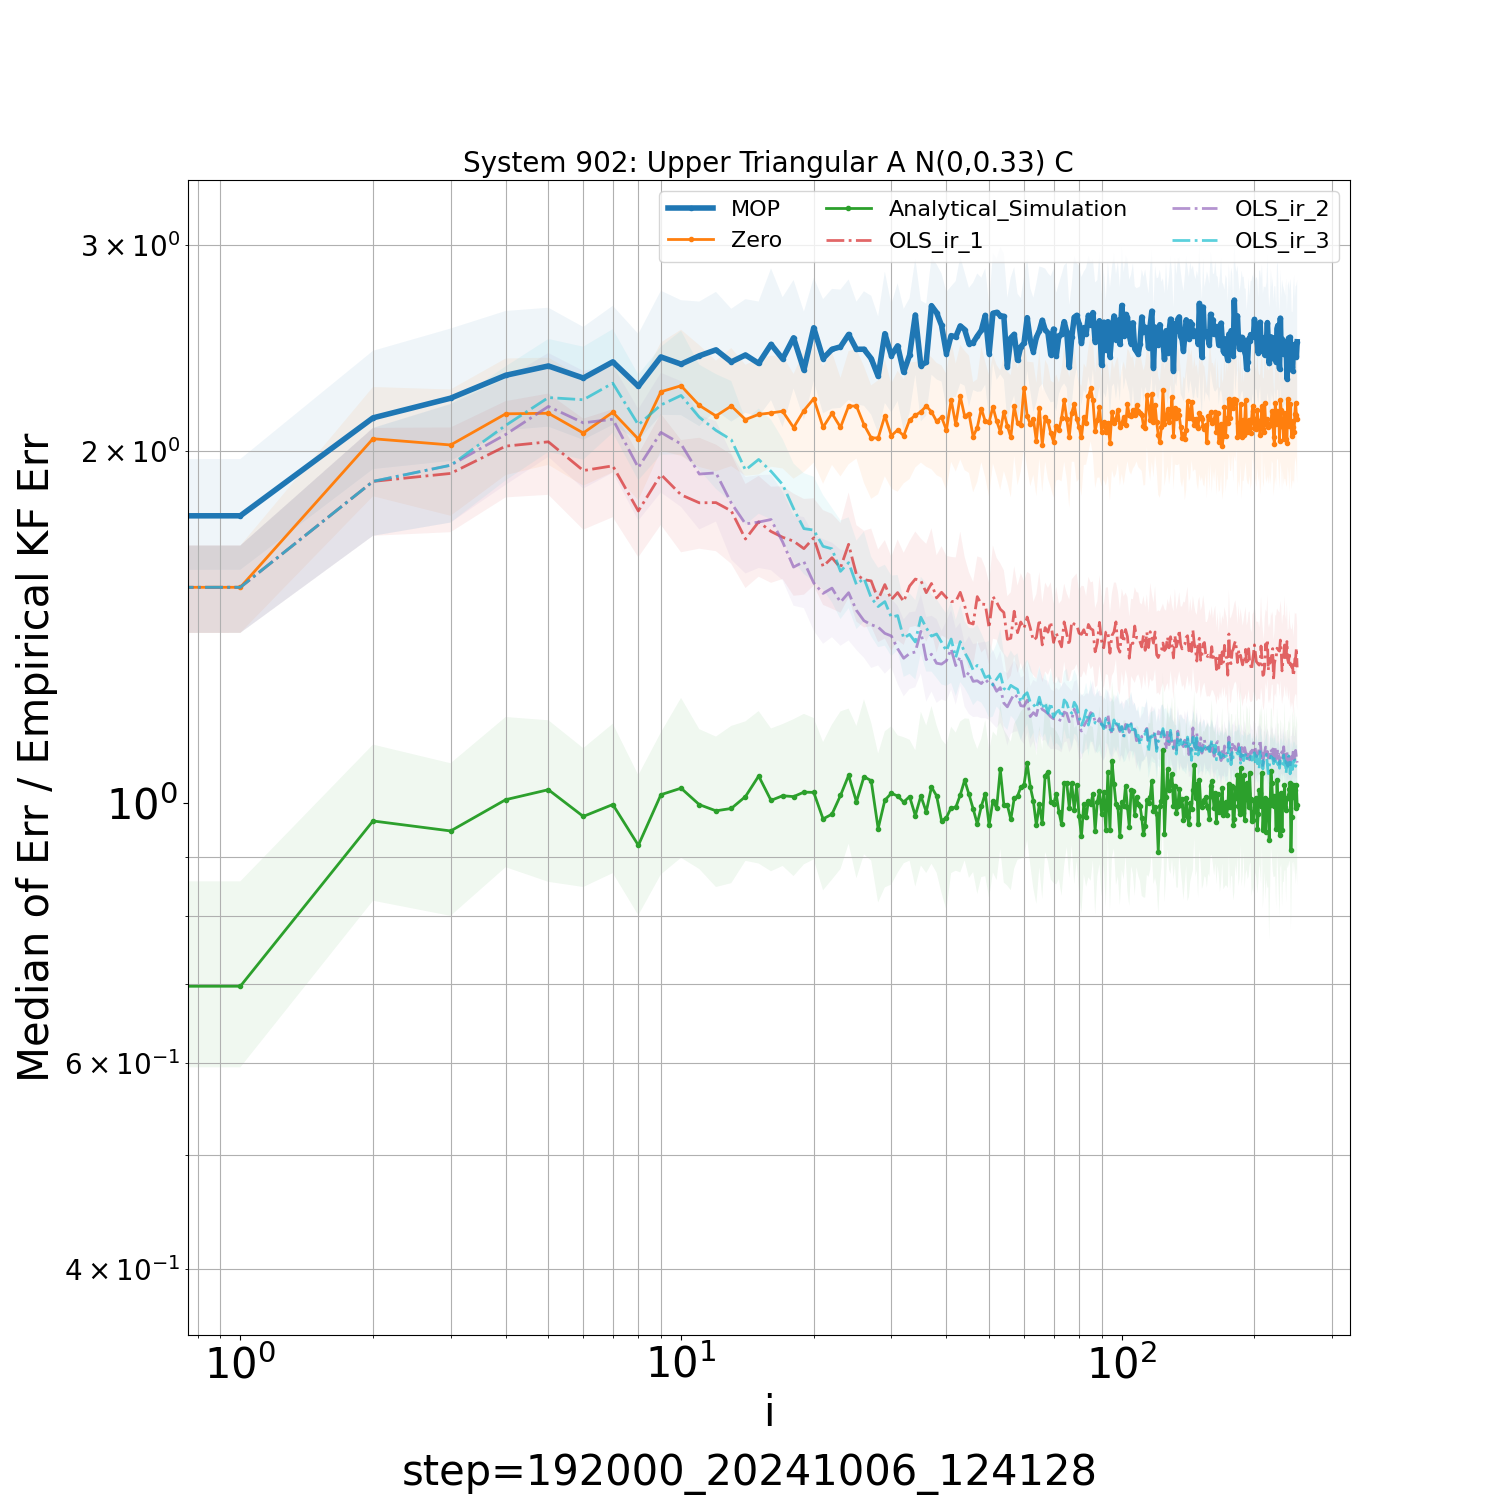 System 902: Upper Triangular A N(0,0.33) C
MOP
Zero
Analytical_Simulation
OLS_ir_1
OLS_ir_2
OLS_ir_3
Median of Err / Empirical KF Err
3 × 10⁰
2 × 10⁰
10⁰
6 × 10⁻¹
4 × 10⁻¹
10⁰ 10¹ 10²
i
step=192000_20241006_124128